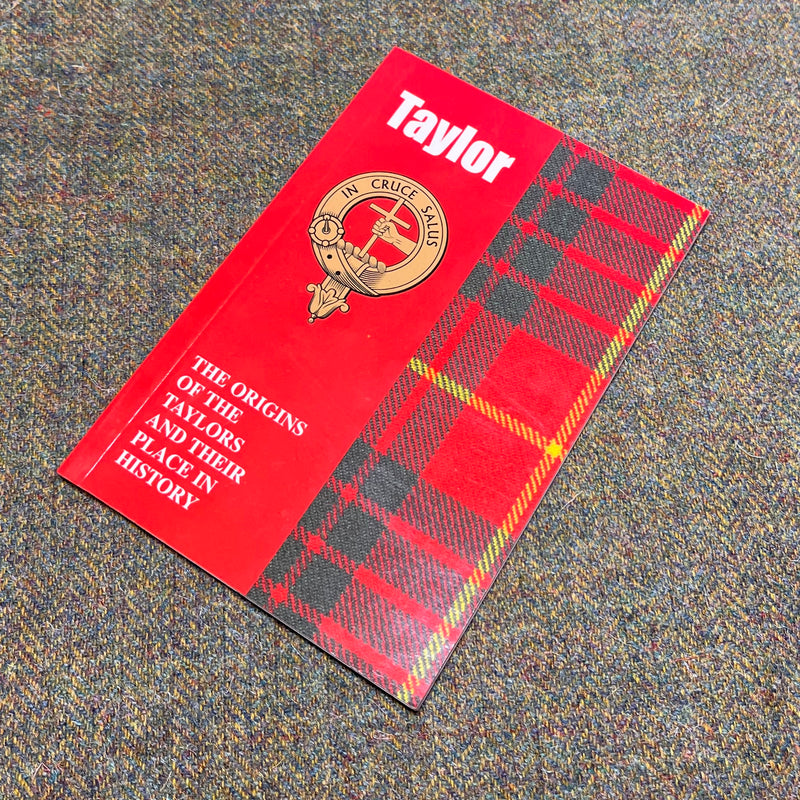 Taylor
IN CRUCE SALUS
THE ORIGINS
OF THE
TAYLORS
AND THEIR
PLACE IN
HISTORY